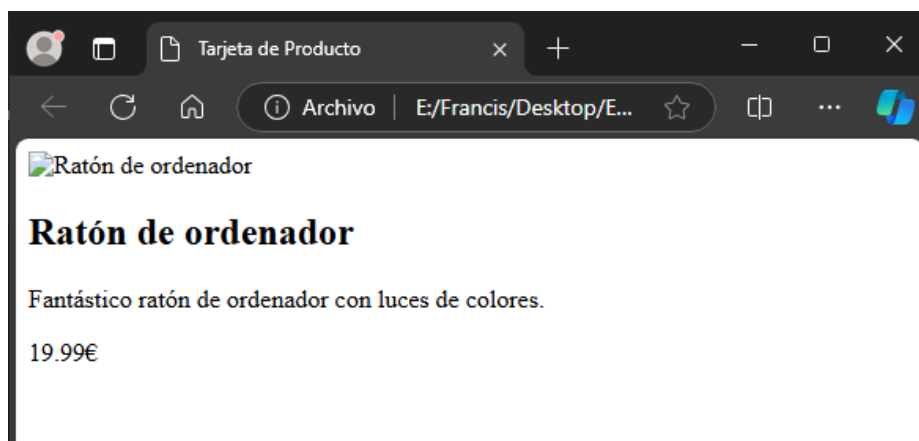 Tarjeta de Producto
Archivo | E:/Francis/Desktop/E...
Ratón de ordenador
Ratón de ordenador
Fantástico ratón de ordenador con luces de colores.
19.99€